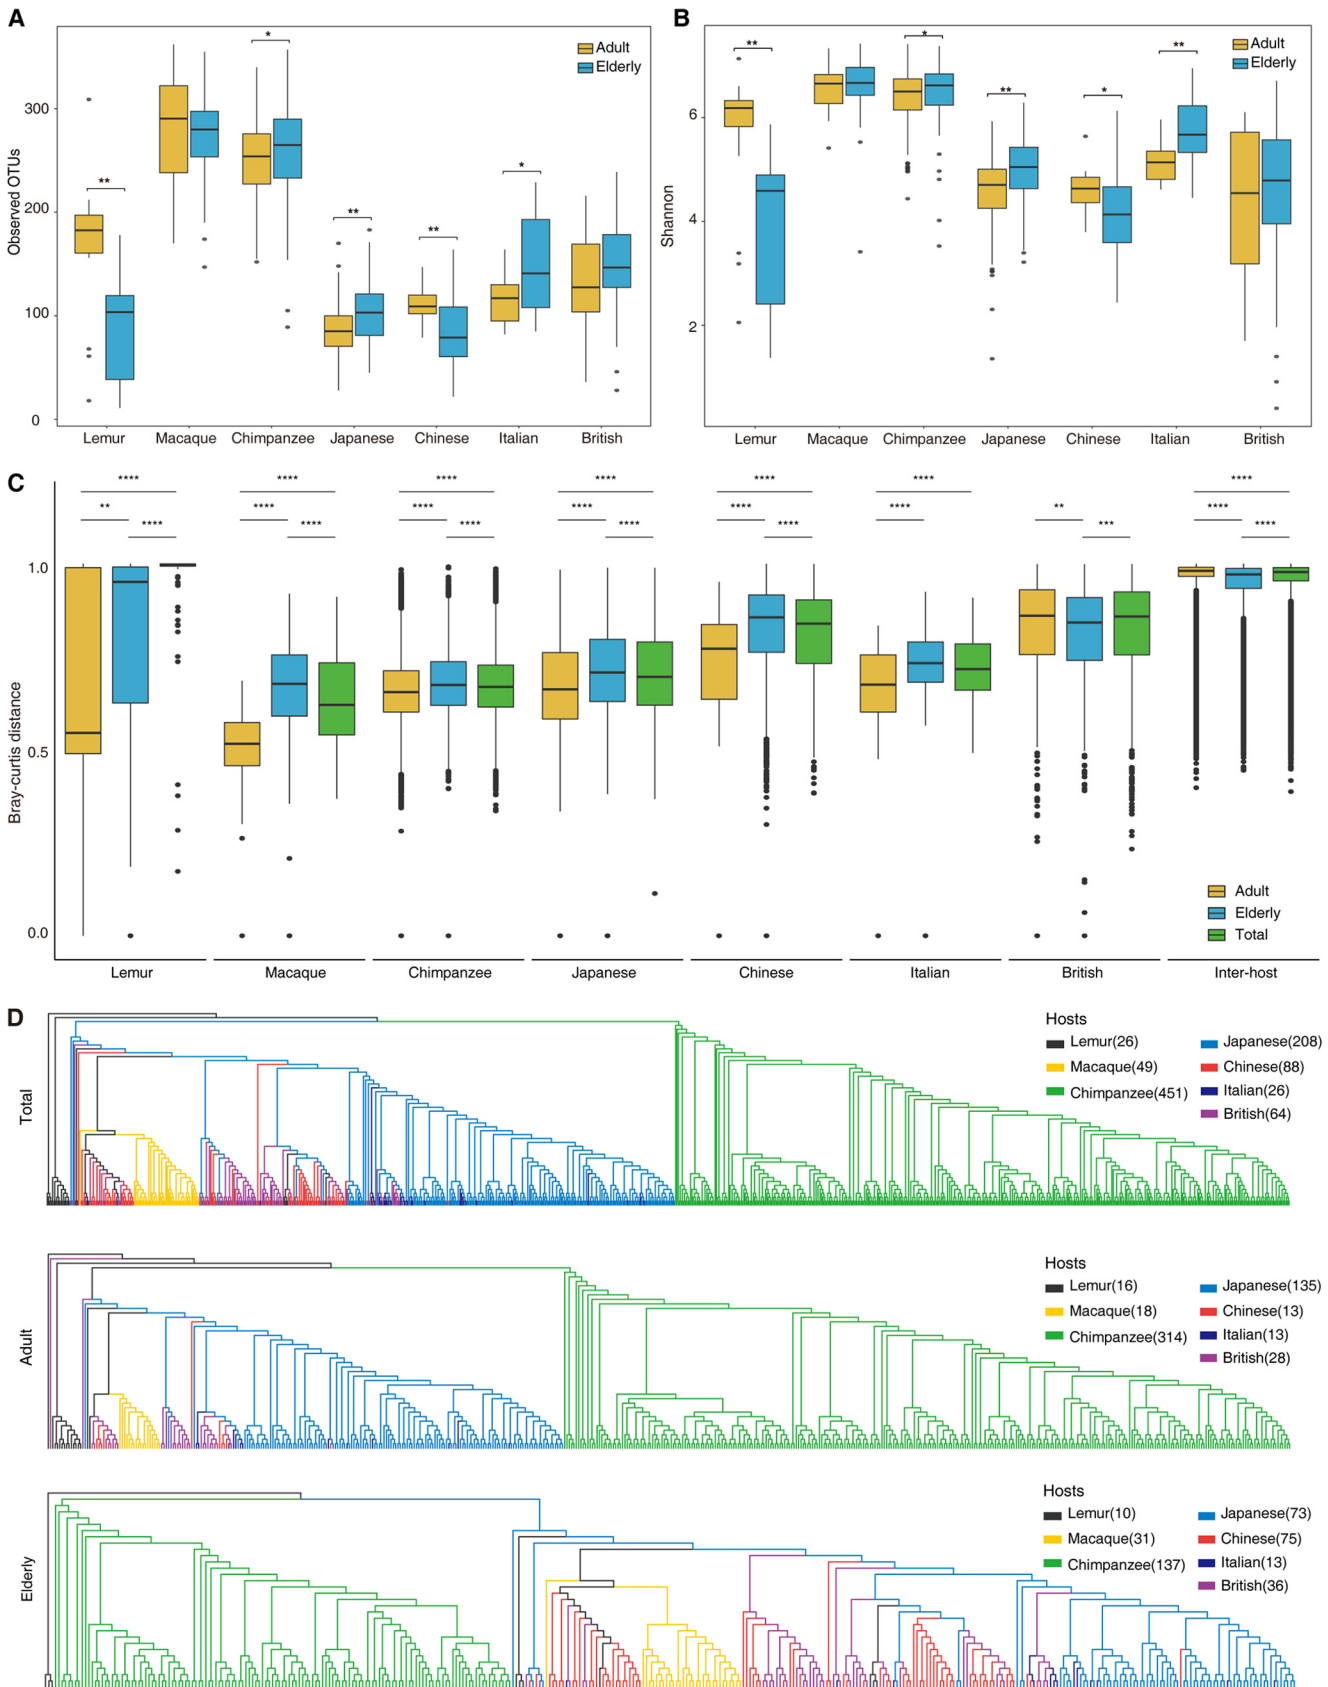 A
B
Adult
Elderly
Adult
Elderly
*
**
*
**
**
*
**
**
*
**
*
300
200
100
0
6
4
2
Observed OTUs
Shannon
Lemur Macaque Chimpanzee Japanese Chinese Italian British
Lemur Macaque Chimpanzee Japanese Chinese Italian British
C
**** **** **** **** **** **** ****
** **** **** **** **** **** ** ****
**** **** **** **** **** *** ****
1.0
0.5
0.0
Bray-curtis distance
Adult
Elderly
Total
Lemur Macaque Chimpanzee Japanese Chinese Italian British Inter-host
D
Total
Hosts
Lemur(26) Japanese(208)
Macaque(49) Chinese(88)
Chimpanzee(451) Italian(26)
British(64)
Adult
Hosts
Lemur(16) Japanese(135)
Macaque(18) Chinese(13)
Chimpanzee(314) Italian(13)
British(28)
Elderly
Hosts
Lemur(10) Japanese(73)
Macaque(31) Chinese(75)
Chimpanzee(137) Italian(13)
British(36)